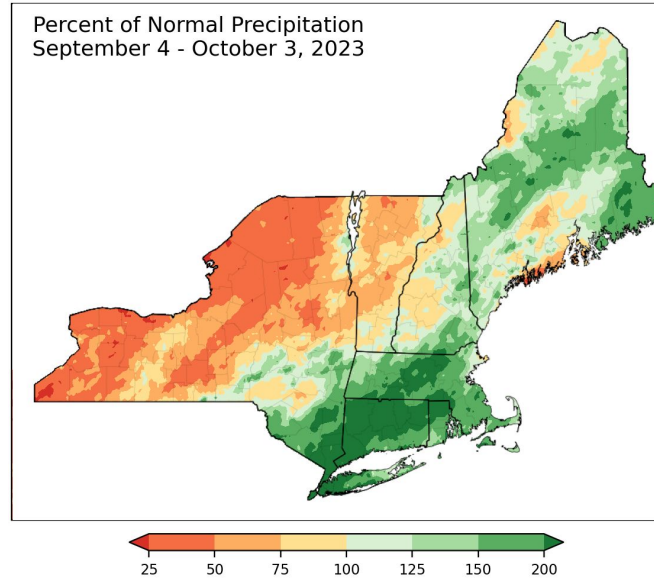 Percent of Normal Precipitation
September 4 - October 3, 2023
25 50 75 100 125 150 200